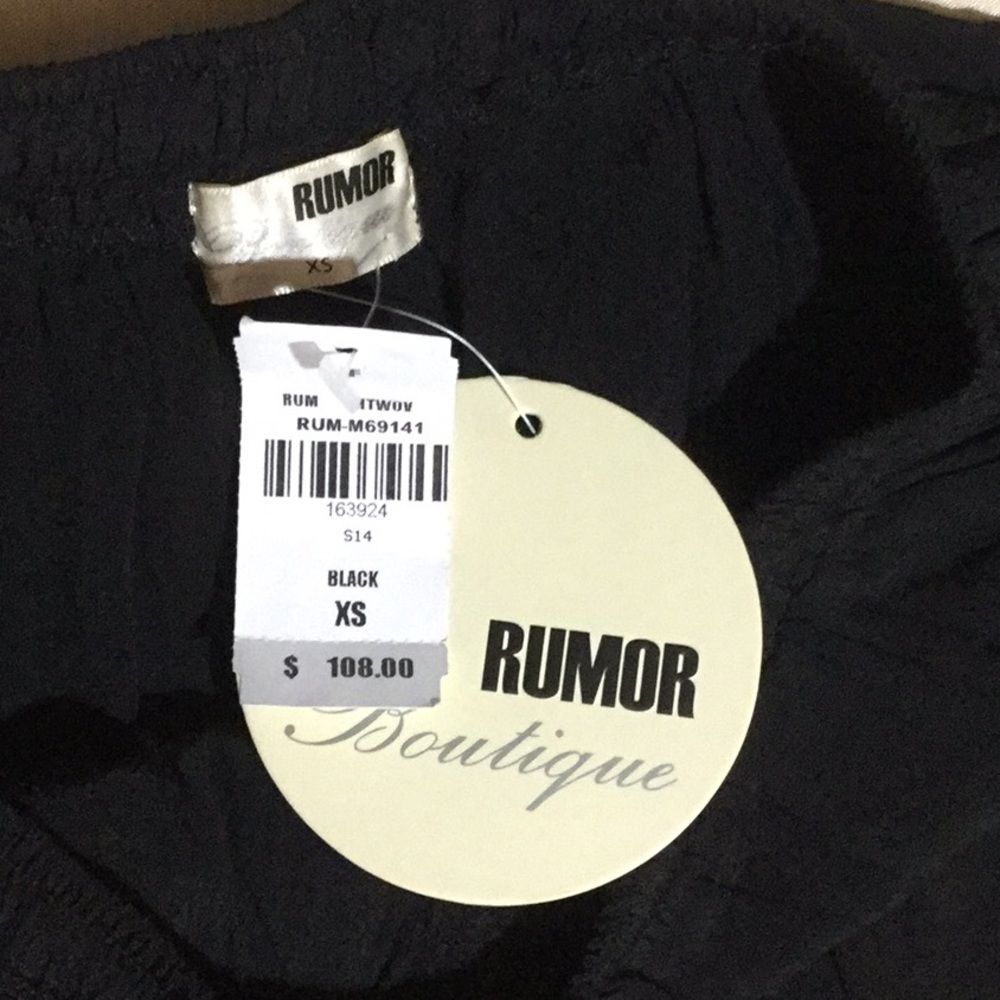 RUMOR
XS
RUM ITWOV
RUM-M69141
163924
S14
BLACK
XS
$ 108.00
RUMOR
Boutique